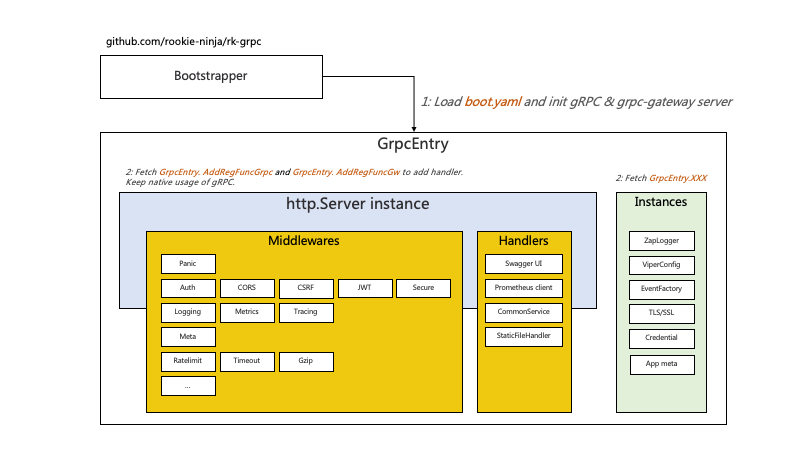 github.com/rookie-ninja/rk-grpc
Bootstrapper
1: Load boot.yaml and init gRPC & grpc-gateway server
GrpcEntry
2: Fetch GrpcEntry. AddRegFuncGrpc and GrpcEntry. AddRegFuncGw to add handler.
Keep native usage of gRPC.
2: Fetch GrpcEntry.XXX
http.Server instance
Middlewares
Panic
Auth
CORS
CSRF
JWT
Secure
Logging
Metrics
Tracing
Meta
Ratelimit
Timeout
Gzip
...
Handlers
Swagger UI
Prometheus client
CommonService
StaticFileHandler
Instances
ZapLogger
ViperConfig
EventFactory
TLS/SSL
Credential
App meta